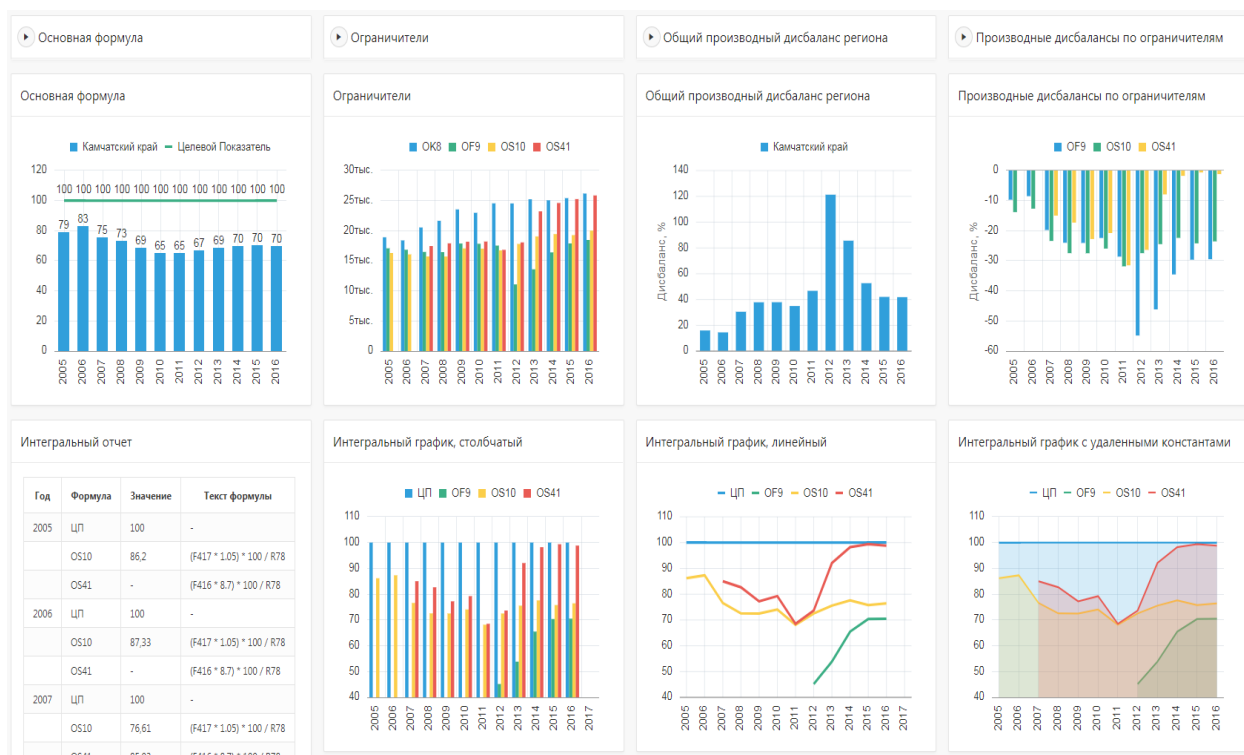 Основная формула
Ограничители
Общий производный дисбаланс региона
Производные дисбалансы по ограничителям
Основная формула
Камчатский край Целевой Показатель
120
100
80
60
40
20
0
100 100 100 100 100 100 100 100 100 100 100 100
79 83 75 73 69 65 65 67 69 70 70 70
2005 2006 2007 2008 2009 2010 2011 2012 2013 2014 2015 2016
Ограничители
OK8 OF9 OS10 OS41
30тыс.
25тыс.
20тыс.
15тыс.
10тыс.
5тыс.
0
2005 2006 2007 2008 2009 2010 2011 2012 2013 2014 2015 2016
Общий производный дисбаланс региона
Камчатский край
Дисбаланс, %
140
120
100
80
60
40
20
0
2005 2006 2007 2008 2009 2010 2011 2012 2013 2014 2015 2016
Производные дисбалансы по ограничителям
OF9 OS10 OS41
Дисбаланс, %
0
-10
-20
-30
-40
-50
-60
2005 2006 2007 2008 2009 2010 2011 2012 2013 2014 2015 2016
Интегральный отчет
Год Формула Значение Текст формулы
2005 ЦП 100 -
OS10 86,2 (F417 * 1.05) * 100 / R78
OS41 - (F416 * 8.7) * 100 / R78
2006 ЦП 100 -
OS10 87,33 (F417 * 1.05) * 100 / R78
OS41 - (F416 * 8.7) * 100 / R78
2007 ЦП 100 -
OS10 76,61 (F417 * 1.05) * 100 / R78
Интегральный график, столбчатый
ЦП OF9 OS10 OS41
110
100
90
80
70
60
50
40
2005 2006 2007 2008 2009 2010 2011 2012 2013 2014 2015 2016 2017
Интегральный график, линейный
ЦП OF9 OS10 OS41
110
100
90
80
70
60
50
40
2005 2006 2007 2008 2009 2010 2011 2012 2013 2014 2015 2016 2017
Интегральный график с удаленными константами
ЦП OF9 OS10 OS41
110
100
90
80
70
60
50
40
2005 2006 2007 2008 2009 2010 2011 2012 2013 2014 2015 2016